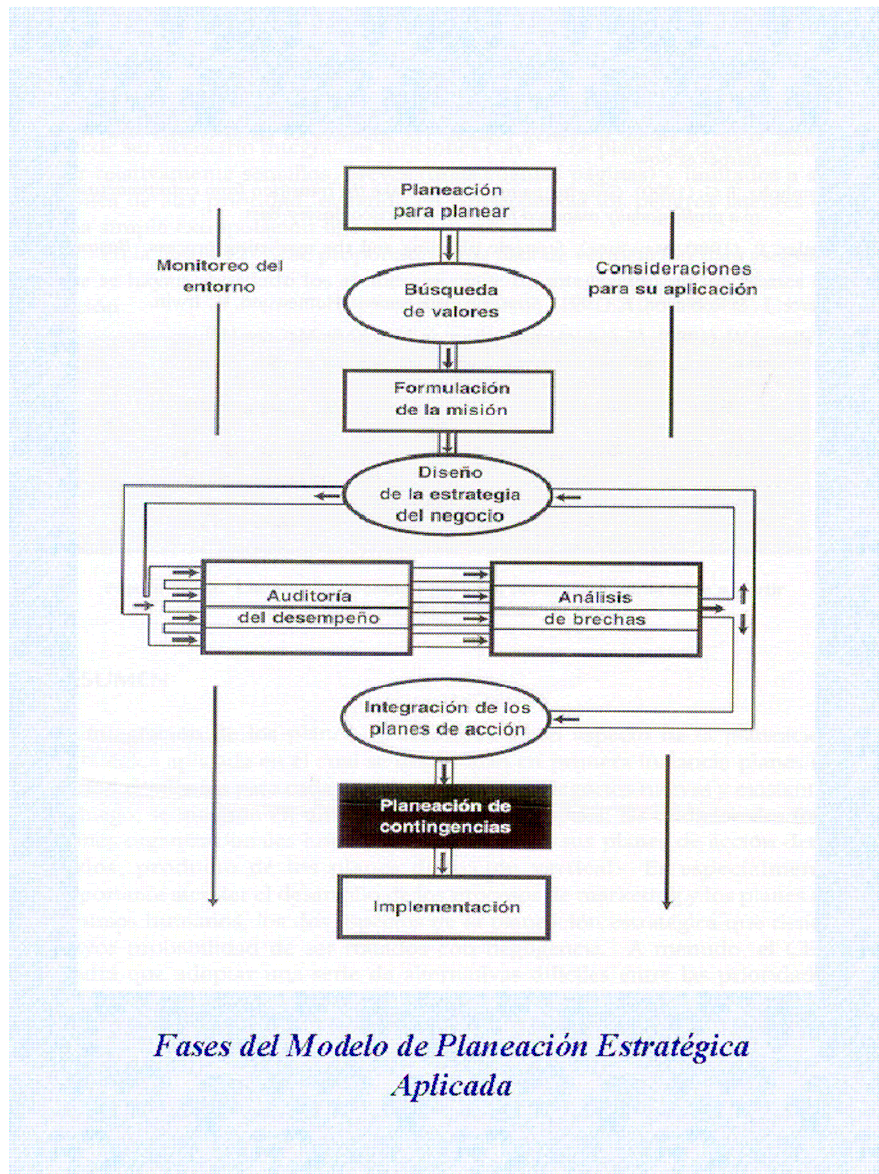 Planeación
para planear
Monitoreo del
entorno
Consideraciones
para su aplicación
Búsqueda
de valores
Formulación
de la misión
Diseño
de la estrategia
del negocio
Auditoría
del desempeño
Análisis
de brechas
Integración de los
planes de acción
Planeación de
contingencias
Implementación
Fases del Modelo de Planeación Estratégica
Aplicada